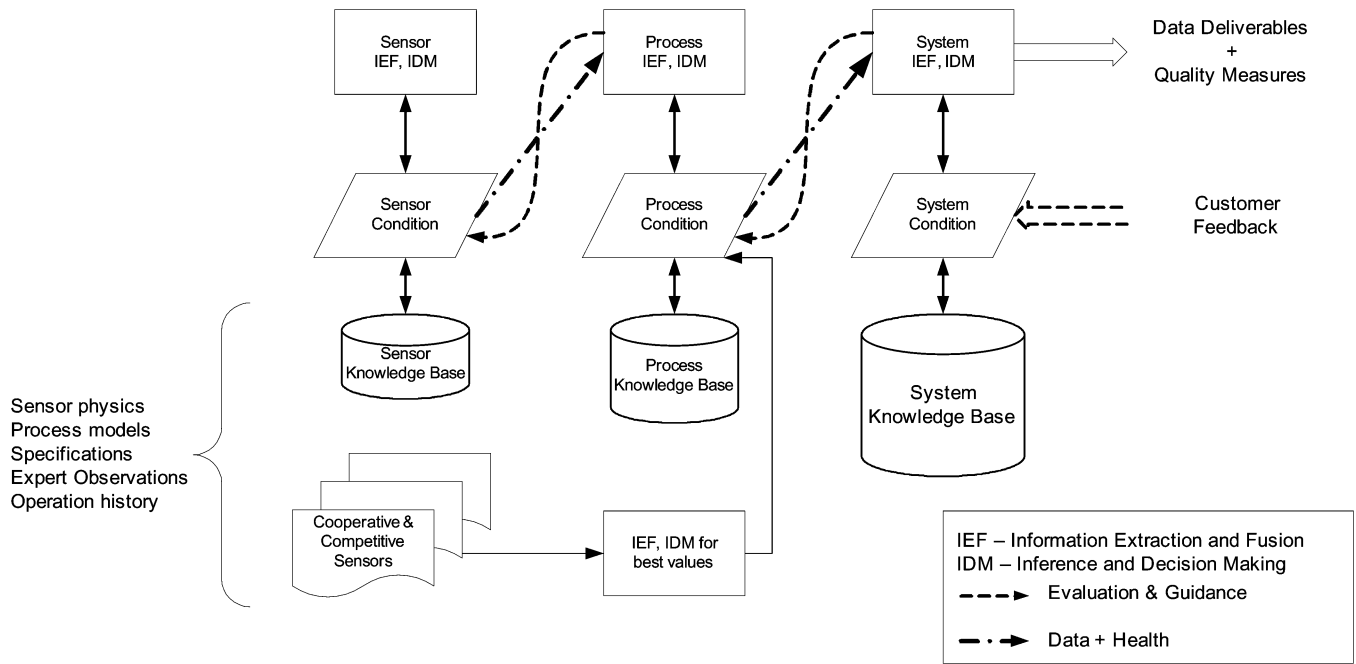 Sensor
IEF, IDM
Process
IEF, IDM
System
IEF, IDM
Data Deliverables
+
Quality Measures
Sensor
Condition
Process
Condition
System
Condition
Customer
Feedback
Sensor
Knowledge Base
Process
Knowledge Base
System
Knowledge Base
Sensor physics
Process models
Specifications
Expert Observations
Operation history
Cooperative &
Competitive
Sensors
IEF, IDM for
best values
IEF – Information Extraction and Fusion
IDM – Inference and Decision Making
Evaluation & Guidance
Data + Health